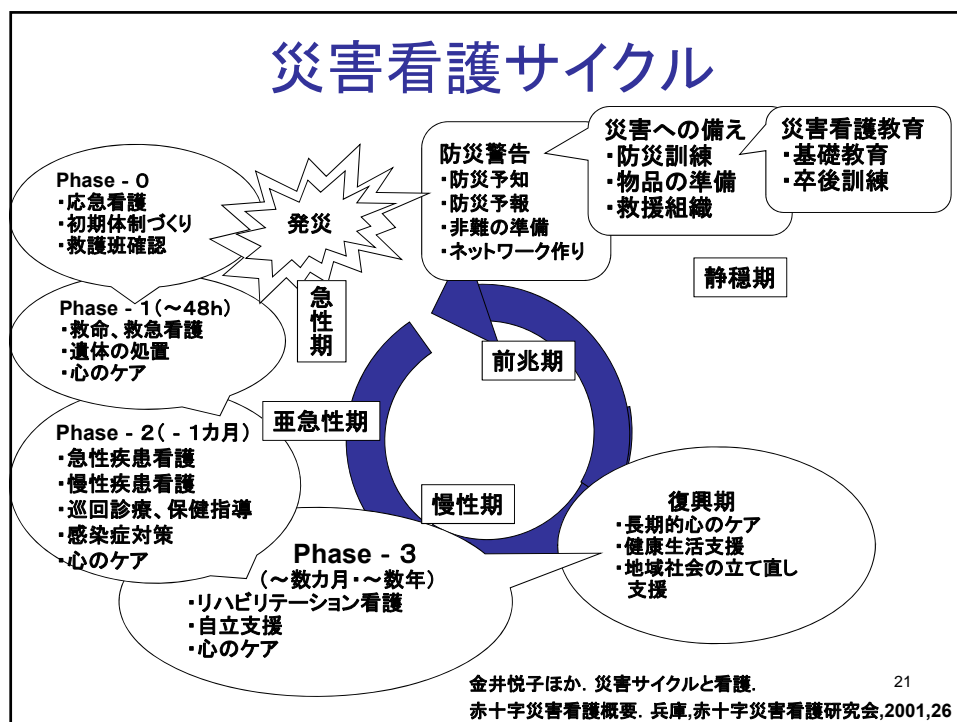 災害看護サイクル
Phase - 0
・応急看護
・初期体制づくり
・救護班確認
発災
防災警告
・防災予知
・防災予報
・非難の準備
・ネットワーク作り
災害への備え
・防災訓練
・物品の準備
・救援組織
災害看護教育
・基礎教育
・卒後訓練
静穏期
急性期
前兆期
Phase - 1(~48h)
・救命、救急看護
・遺体の処置
・心のケア
亜急性期
Phase - 2( - 1カ月)
・急性疾患看護
・慢性疾患看護
・巡回診療、保健指導
・感染症対策
・心のケア
慢性期
Phase - 3
(~数カ月・~数年)
・リハビリテーション看護
・自立支援
・心のケア
復興期
・長期的心のケア
・健康生活支援
・地域社会の立て直し
支援
金井悦子ほか. 災害サイクルと看護.
赤十字災害看護概要. 兵庫,赤十字災害看護研究会,2001,26
21